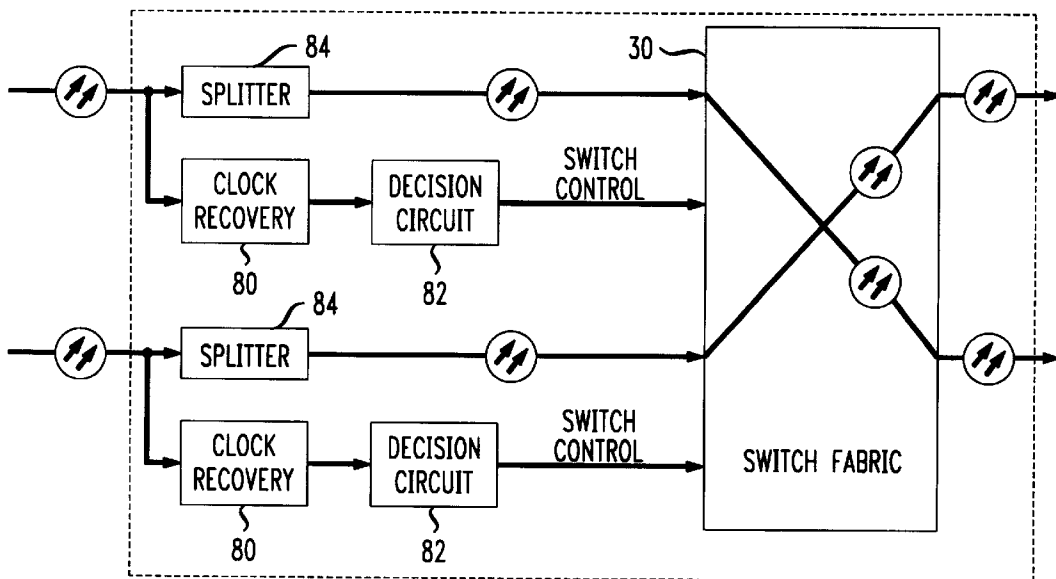 84
30
SPLITTER
CLOCK
RECOVERY
DECISION
CIRCUIT
SWITCH
CONTROL
80
82
84
SPLITTER
CLOCK
RECOVERY
DECISION
CIRCUIT
SWITCH
CONTROL
SWITCH FABRIC
80
82